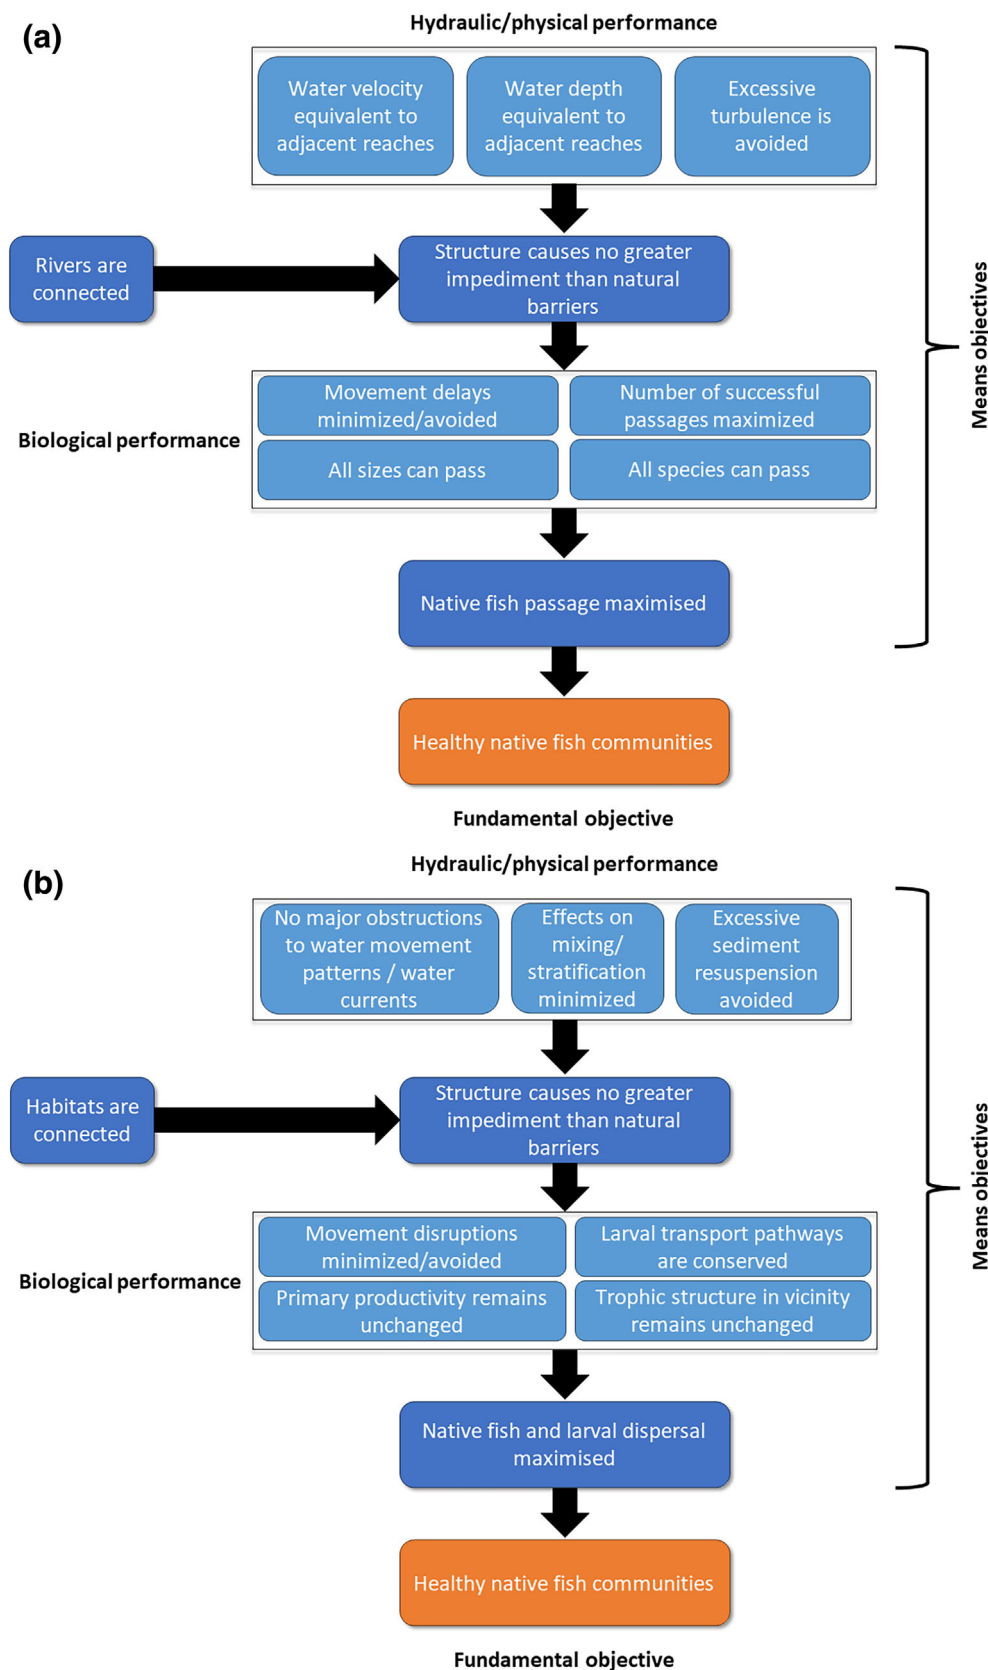 (a)
Hydraulic/physical performance
Water velocity
equivalent to
adjacent reaches
Water depth
equivalent to
adjacent reaches
Excessive
turbulence is
avoided
Rivers are
connected
Structure causes no greater
impediment than natural
barriers
Means objectives
Biological performance
Movement delays
minimized/avoided
Number of successful
passages maximized
All sizes can pass
All species can pass
Native fish passage maximised
Healthy native fish communities
Fundamental objective
(b)
Hydraulic/physical performance
No major obstructions
to water movement
patterns / water
currents
Effects on
mixing/
stratification
minimized
Excessive
sediment
resuspension
avoided
Habitats are
connected
Structure causes no greater
impediment than natural
barriers
Means objectives
Biological performance
Movement disruptions
minimized/avoided
Larval transport pathways
are conserved
Primary productivity remains
unchanged
Trophic structure in vicinity
remains unchanged
Native fish and larval dispersal
maximised
Healthy native fish communities
Fundamental objective